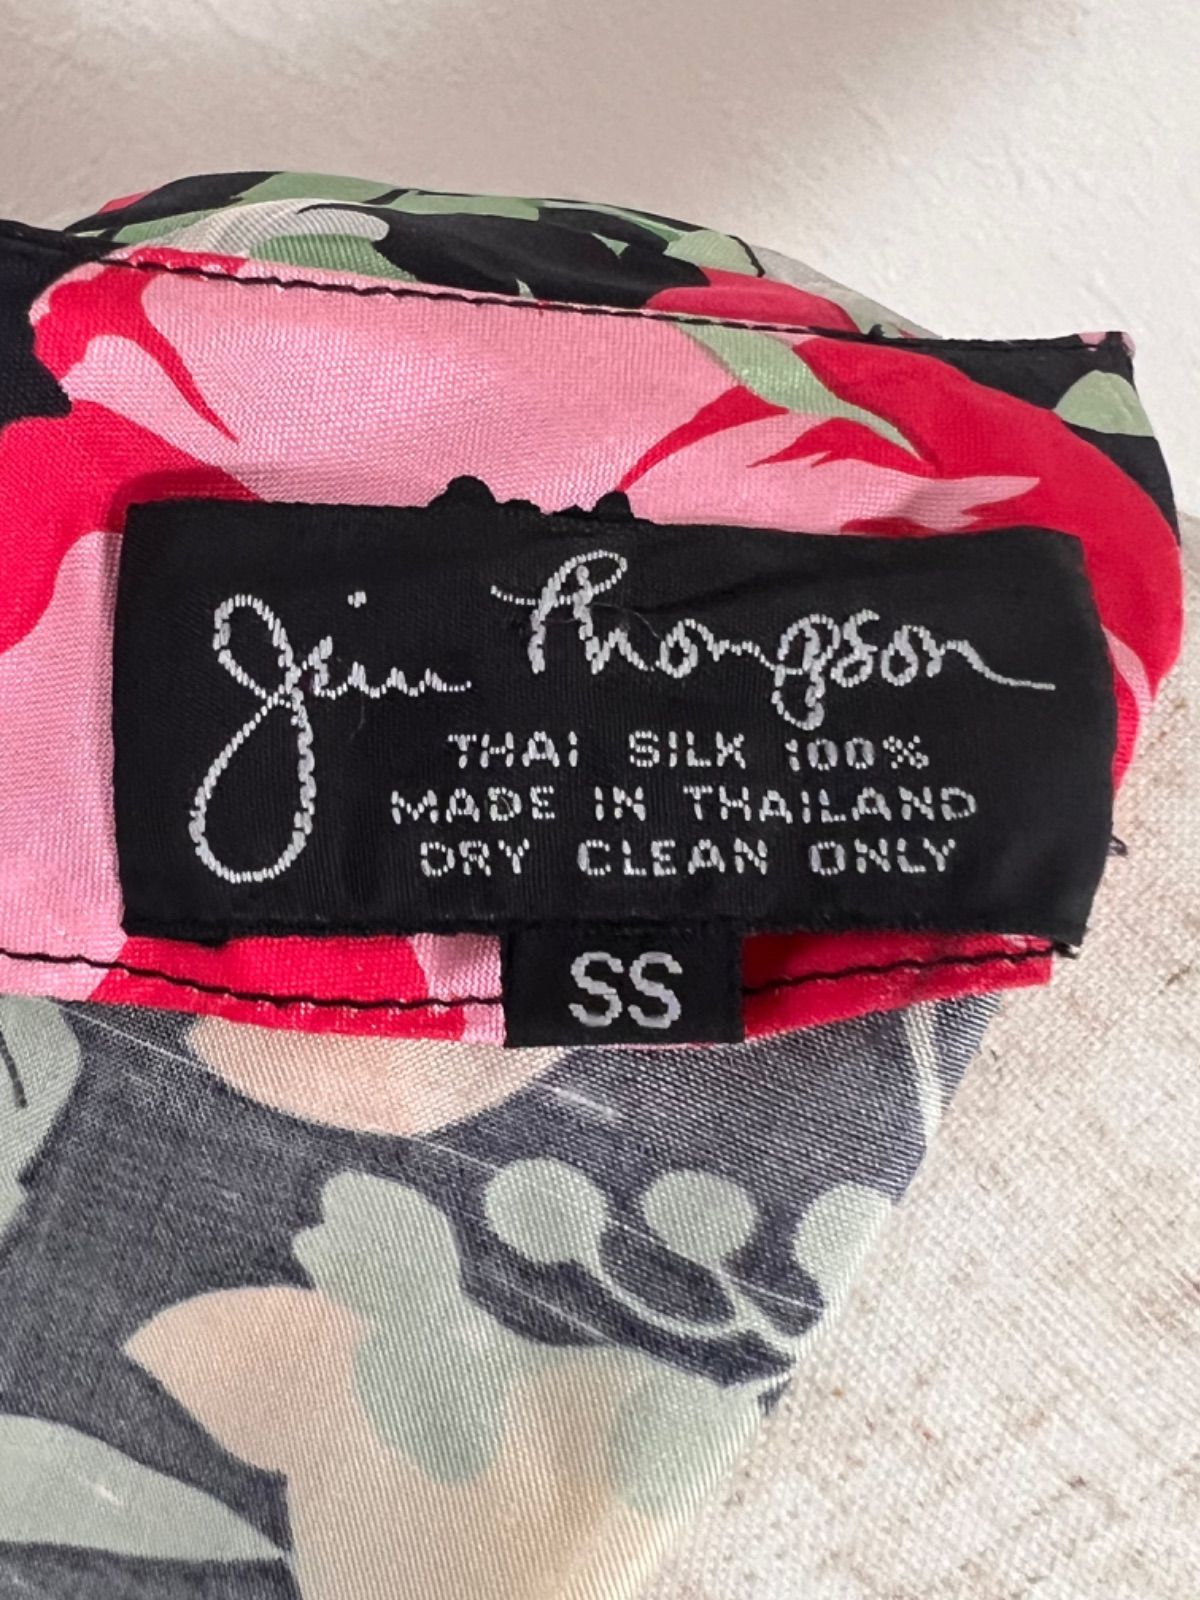 Jim Thompson
THAI SILK 100%
MADE IN THAILAND
DRY CLEAN ONLY
SS